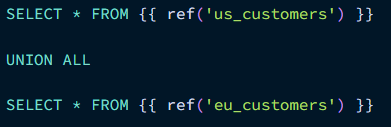 SELECT * FROM {{ ref('us_customers') }}
UNION ALL
SELECT * FROM {{ ref('eu_customers') }}